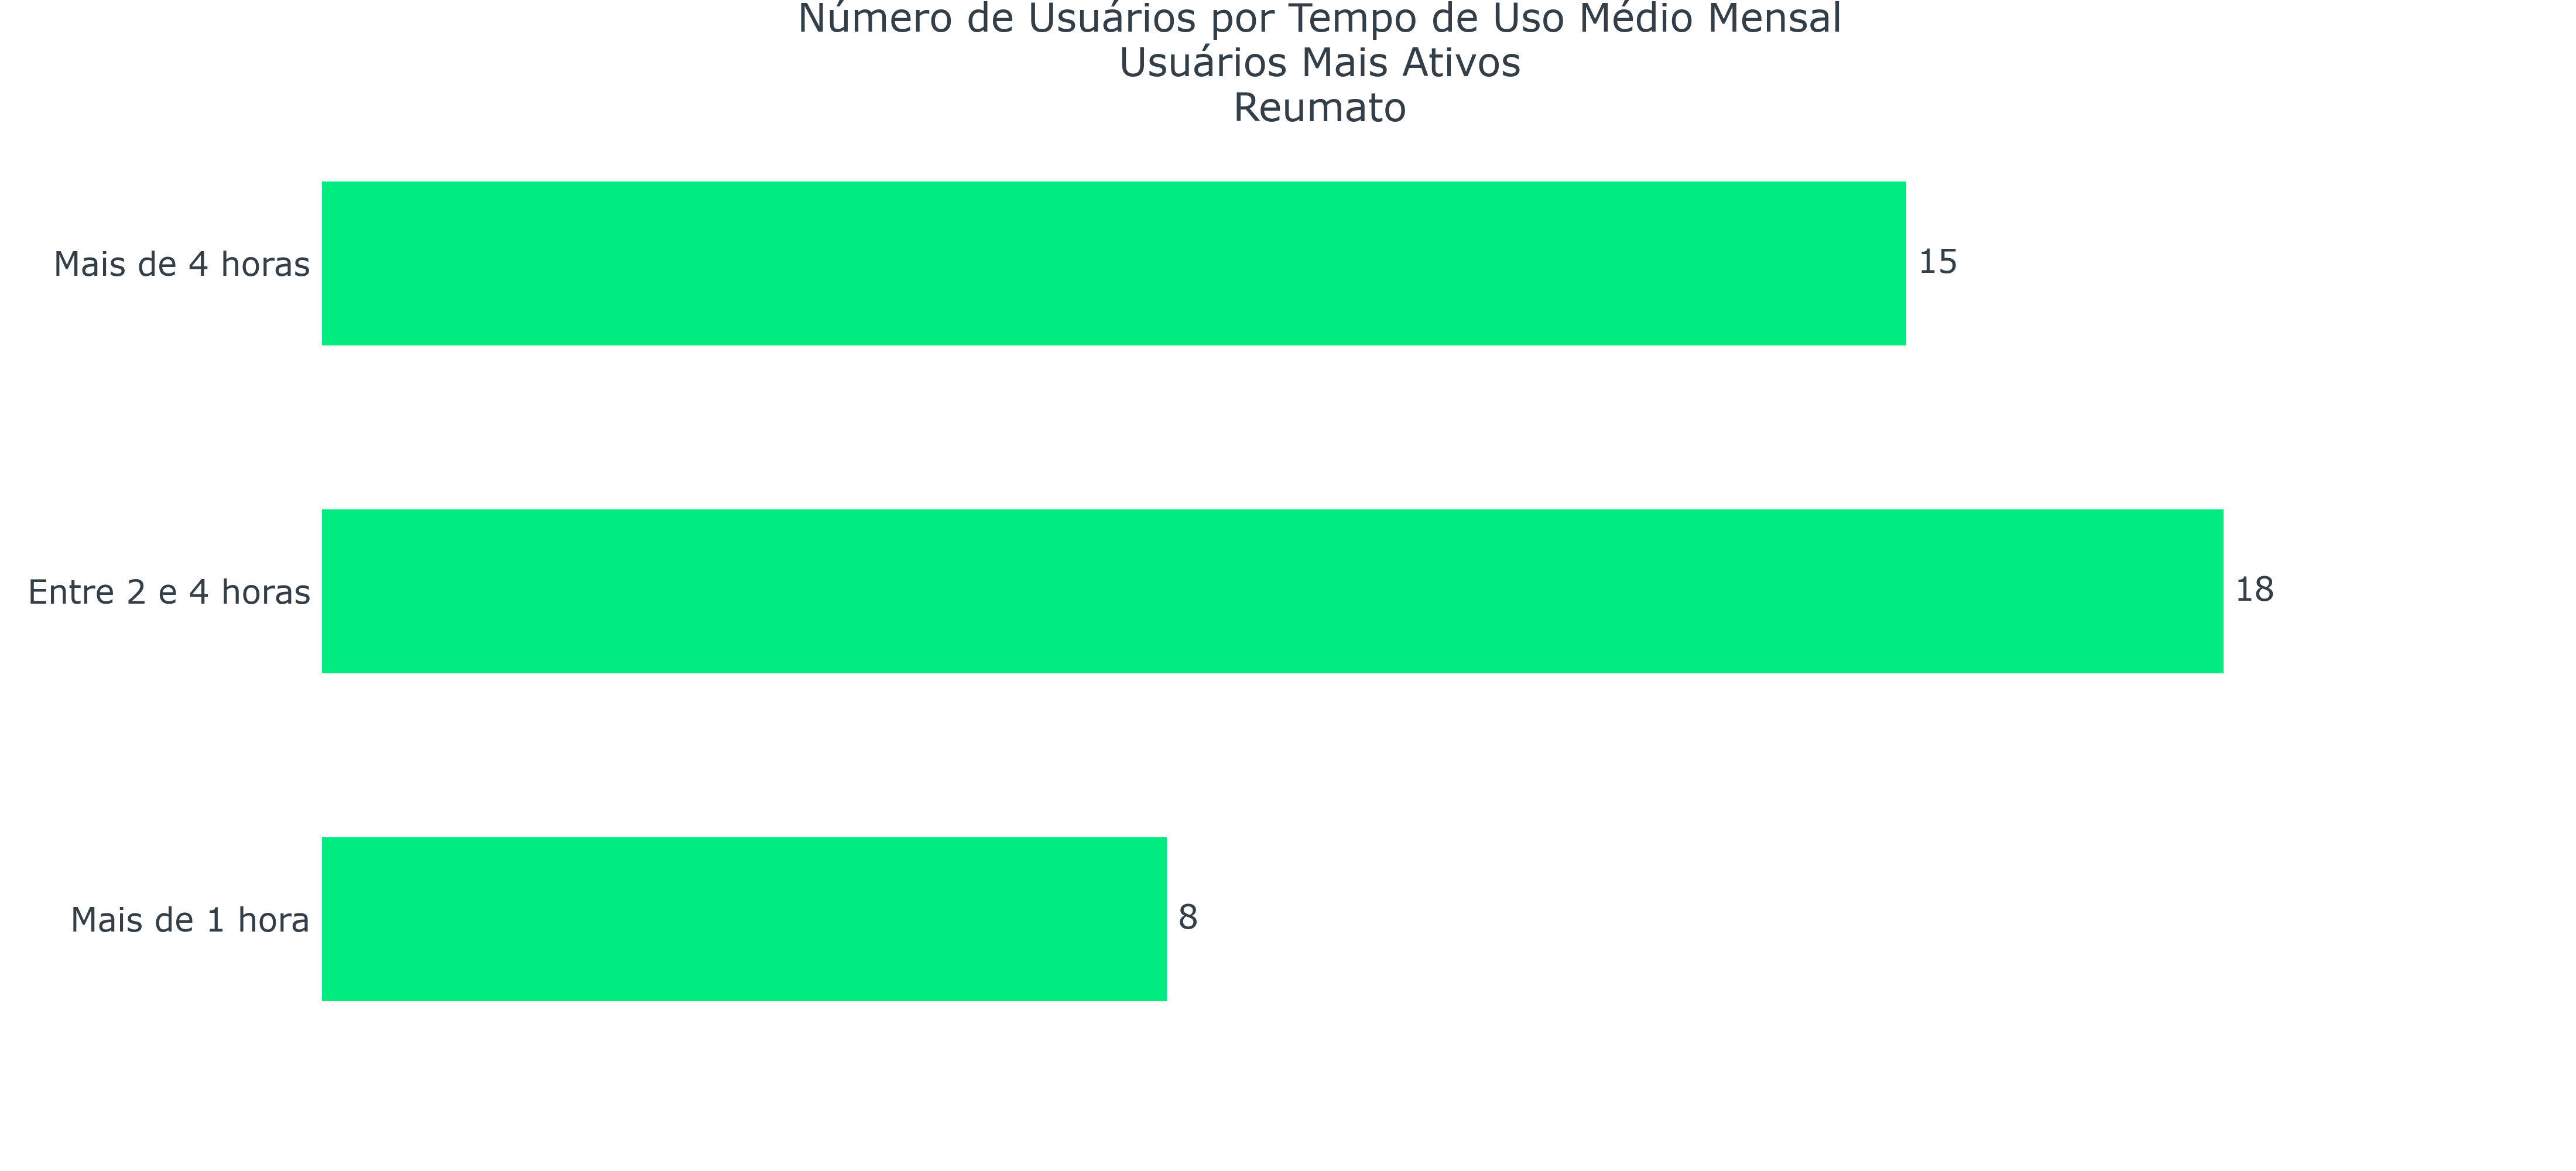 Número de Usuários por Tempo de Uso Médio Mensal
Usuários Mais Ativos
Reumato
Mais de 4 horas
15
Entre 2 e 4 horas
18
Mais de 1 hora
8